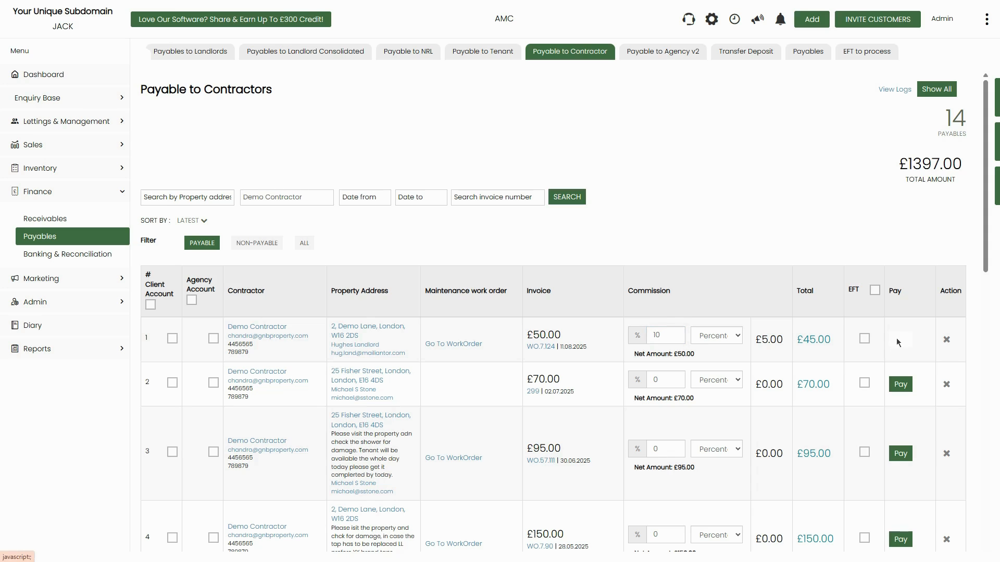 Your Unique Subdomain
JACK
Love Our Software? Share & Earn Up To £300 Credit!
AMC
Add
INVITE CUSTOMERS
Admin
Menu
Dashboard
Enquiry Base
Lettings & Management
Sales
Inventory
Finance
Receivables
Payables
Banking & Reconciliation
Marketing
Admin
Diary
Reports
Payables to Landlords
Payables to Landlord Consolidated
Payable to NRL
Payable to Tenant
Payable to Contractor
Payable to Agency v2
Transfer Deposit
Payables
EFT to process
Payable to Contractors
View Logs
Show All
14
PAYABLES
£1397.00
TOTAL AMOUNT
Search by Property addres
Demo Contractor
Date from
Date to
Search invoice number
SEARCH
SORT BY : LATEST
Filter
PAYABLE
NON-PAYABLE
ALL
# Client Account
Agency Account
Contractor
Property Address
Maintenance work order
Invoice
Commission
Total
EFT
Pay
Action
1
Demo Contractor
chandra@gnbproperty.com
4456565
789879
2, Demo Lane, London,
W16 2DS
Hughes Landlord
hug.land@mailiantor.com
Go To WorkOrder
£50.00
WO.7.124 | 11.08.2025
% 10 Percent
Net Amount: £50.00
£5.00
£45.00
2
Demo Contractor
chandra@gnbproperty.com
4456565
789879
25 Fisher Street, London,
London, E16 4DS
Michael S Stone
michael@sstone.com
£70.00
299 | 02.07.2025
% 0 Percent
Net Amount: £70.00
£0.00
£70.00
Pay
3
Demo Contractor
chandra@gnbproperty.com
4456565
789879
25 Fisher Street, London,
London, E16 4DS
Please visit the property adn
check the shower for
damage. Tenant will be
available the whole day
today please get it
complerted by today.
Michael S Stone
michael@sstone.com
Go To WorkOrder
£95.00
WO.57.111 | 30.06.2025
% 0 Percent
Net Amount: £95.00
£0.00
£95.00
Pay
4
Demo Contractor
chandra@gnbproperty.com
4456565
789879
2, Demo Lane, London,
W16 2DS
Please isit the property and
chck for damage, in case the
tap has to be replaced LL
Go To WorkOrder
£150.00
WO.7.90 | 28.05.2025
% 0 Percent
£0.00
£150.00
Pay
javascript:;